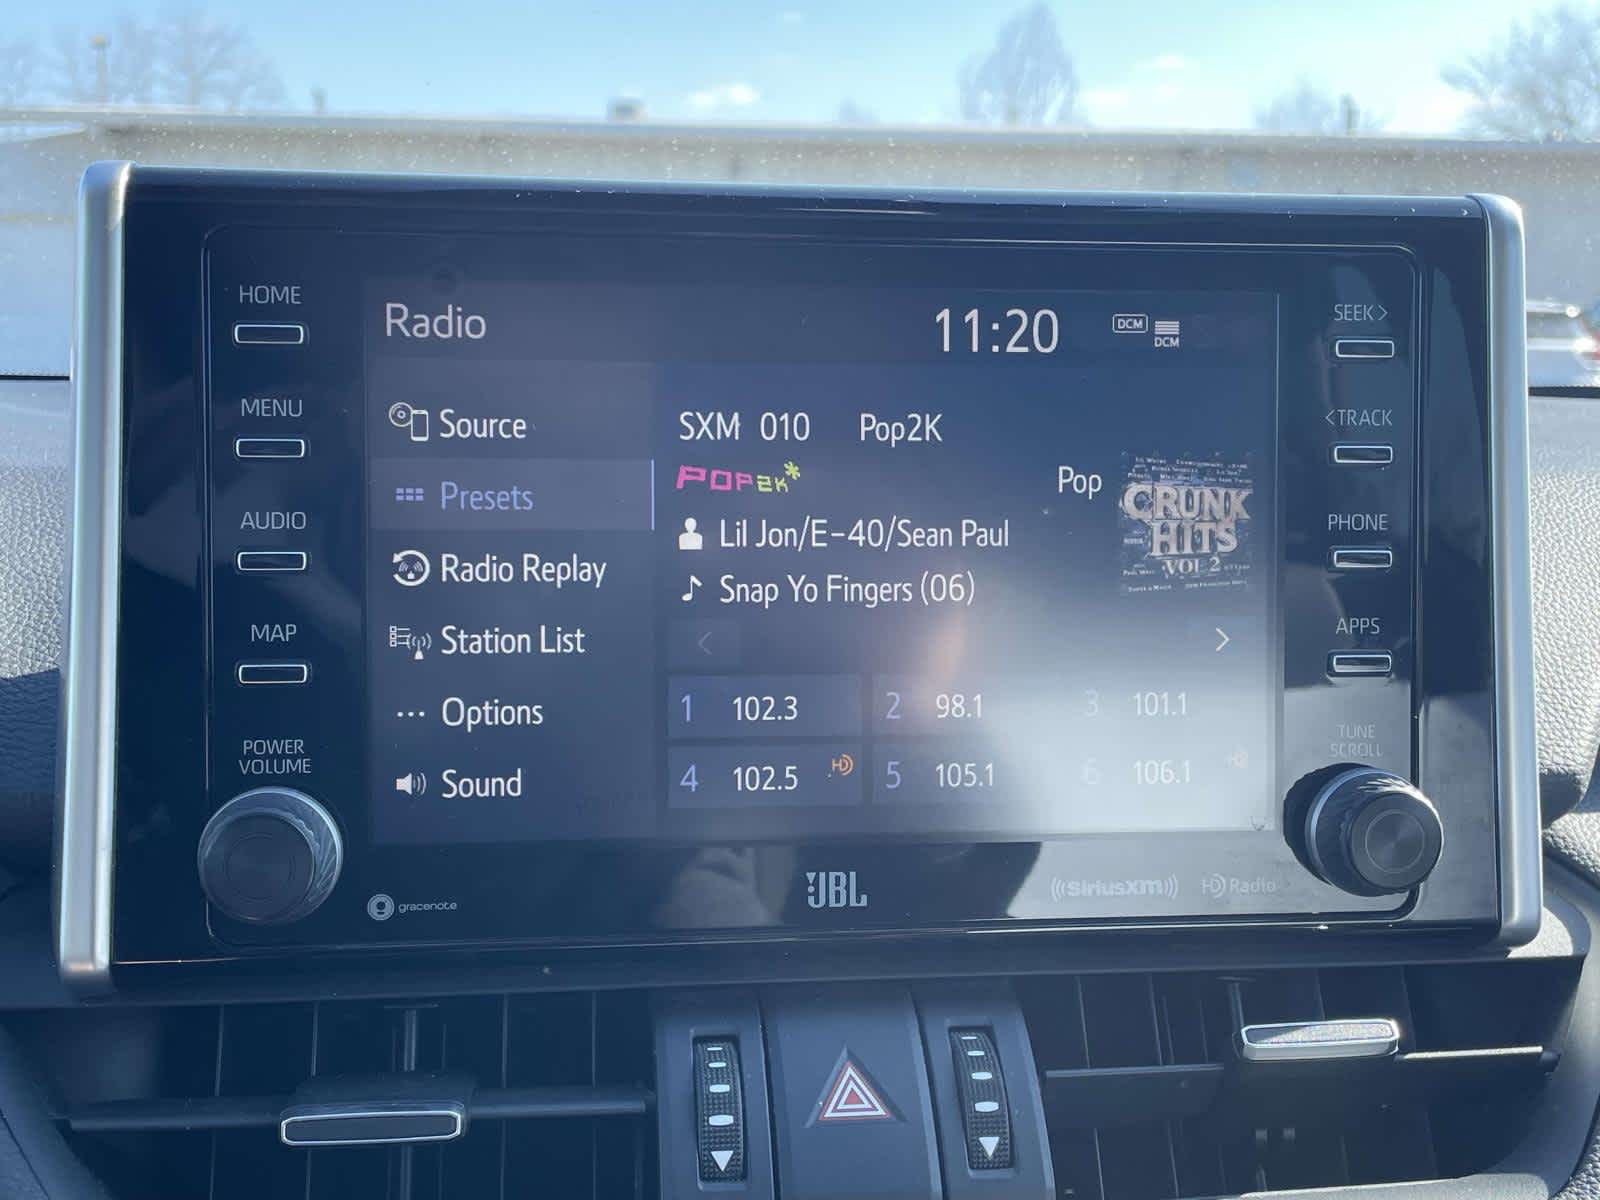 HOME
MENU
AUDIO
MAP
POWER
VOLUME
Radio
11:20
DCM
DCM
Source
Presets
Radio Replay
Station List
Options
Sound
SXM 010 Pop2K
POP2K*
Pop
Lil Jon/E-40/Sean Paul
Snap Yo Fingers (06)
CRUNK
HITS
VOL 2
< >
1 102.3
2 98.1
3 101.1
4 102.5 HD
5 105.1
6 106.1 HD
SEEK >
< TRACK
PHONE
APPS
TUNE
SCROLL
gracenote
JBL
((SiriusXM))
HD Radio